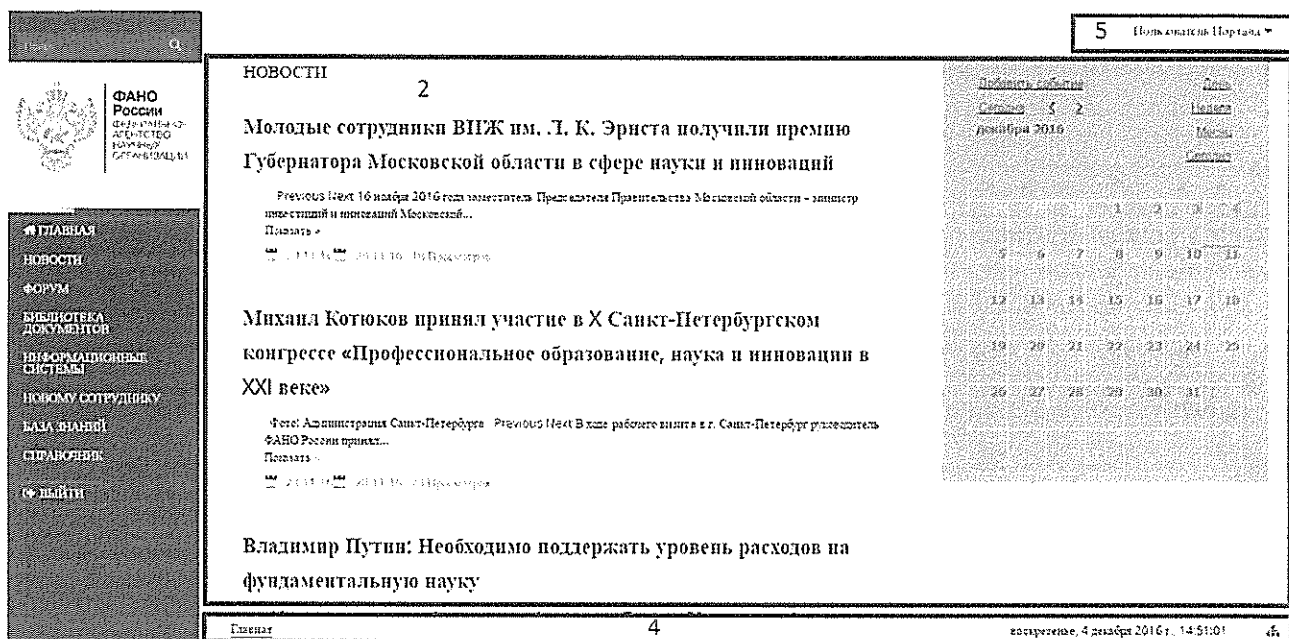 5 Пользователь Портала
ФАНО
России
ФЕДЕРАЛЬНОЕ
АГЕНТСТВО
НАУЧНЫХ
ОРГАНИЗАЦИЙ
ГЛАВНАЯ
НОВОСТИ
ФОРУМ
БИБЛИОТЕКА
ДОКУМЕНТОВ
ИНФОРМАЦИОННЫЕ
СИСТЕМЫ
НОВОМУ СОТРУДНИКУ
БАЗА ЗНАНИЙ
СПРАВОЧНИК
ВЫЙТИ
НОВОСТИ
2
Молодые сотрудники ВИЖ им. Л. К. Эрнста получили премию
Губернатора Московской области в сфере науки и инноваций
Previous Next 16 ноября 2016 года заместитель Председателя Правительства Московской области – министр
инвестиций и инноваций Московской...
Показать »
Михаил Котюков принял участие в X Санкт-Петербургском
конгрессе «Профессиональное образование, наука и инновации в
XXI веке»
Фото: Администрация Санкт-Петербурга Previous Next В ходе рабочего визита в г. Санкт-Петербург руководитель
ФАНО России принял...
Показать »
Владимир Путин: Необходимо поддержать уровень расходов на
фундаментальную науку
Добавить событие День
Сегодня Неделя
декабря 2016 Месяц
1 2 3 4
5 6 7 8 9 10 11
12 13 14 15 16 17 18
19 20 21 22 23 24 25
26 27 28 29 30 31
Главная 4 воскресенье, 4 декабря 2016 г., 14:51:01